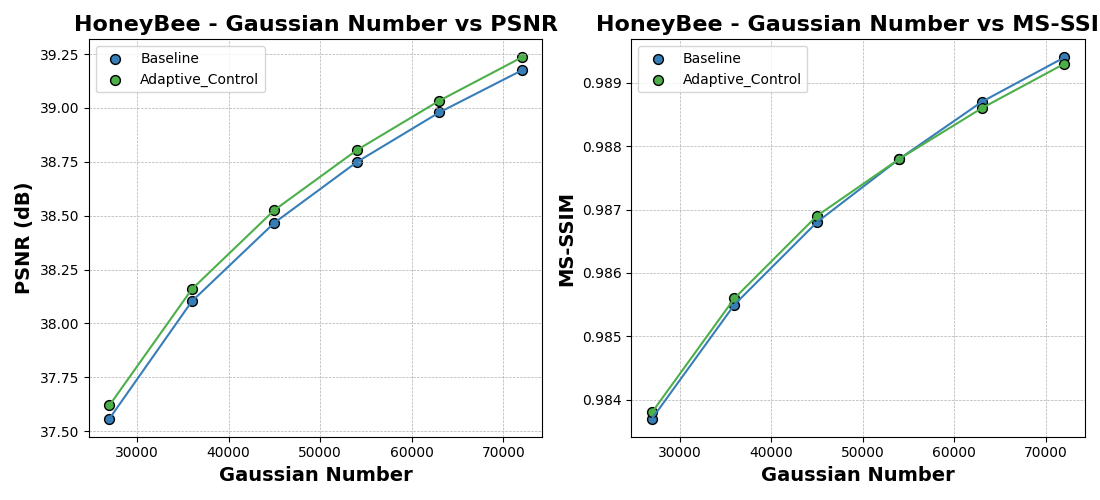 HoneyBee - Gaussian Number vs PSNR
Baseline
Adaptive_Control
PSNR (dB)
39.25
39.00
38.75
38.50
38.25
38.00
37.75
37.50
30000 40000 50000 60000 70000
Gaussian Number
HoneyBee - Gaussian Number vs MS-SSI
Baseline
Adaptive_Control
MS-SSIM
0.989
0.988
0.987
0.986
0.985
0.984
30000 40000 50000 60000 70000
Gaussian Number